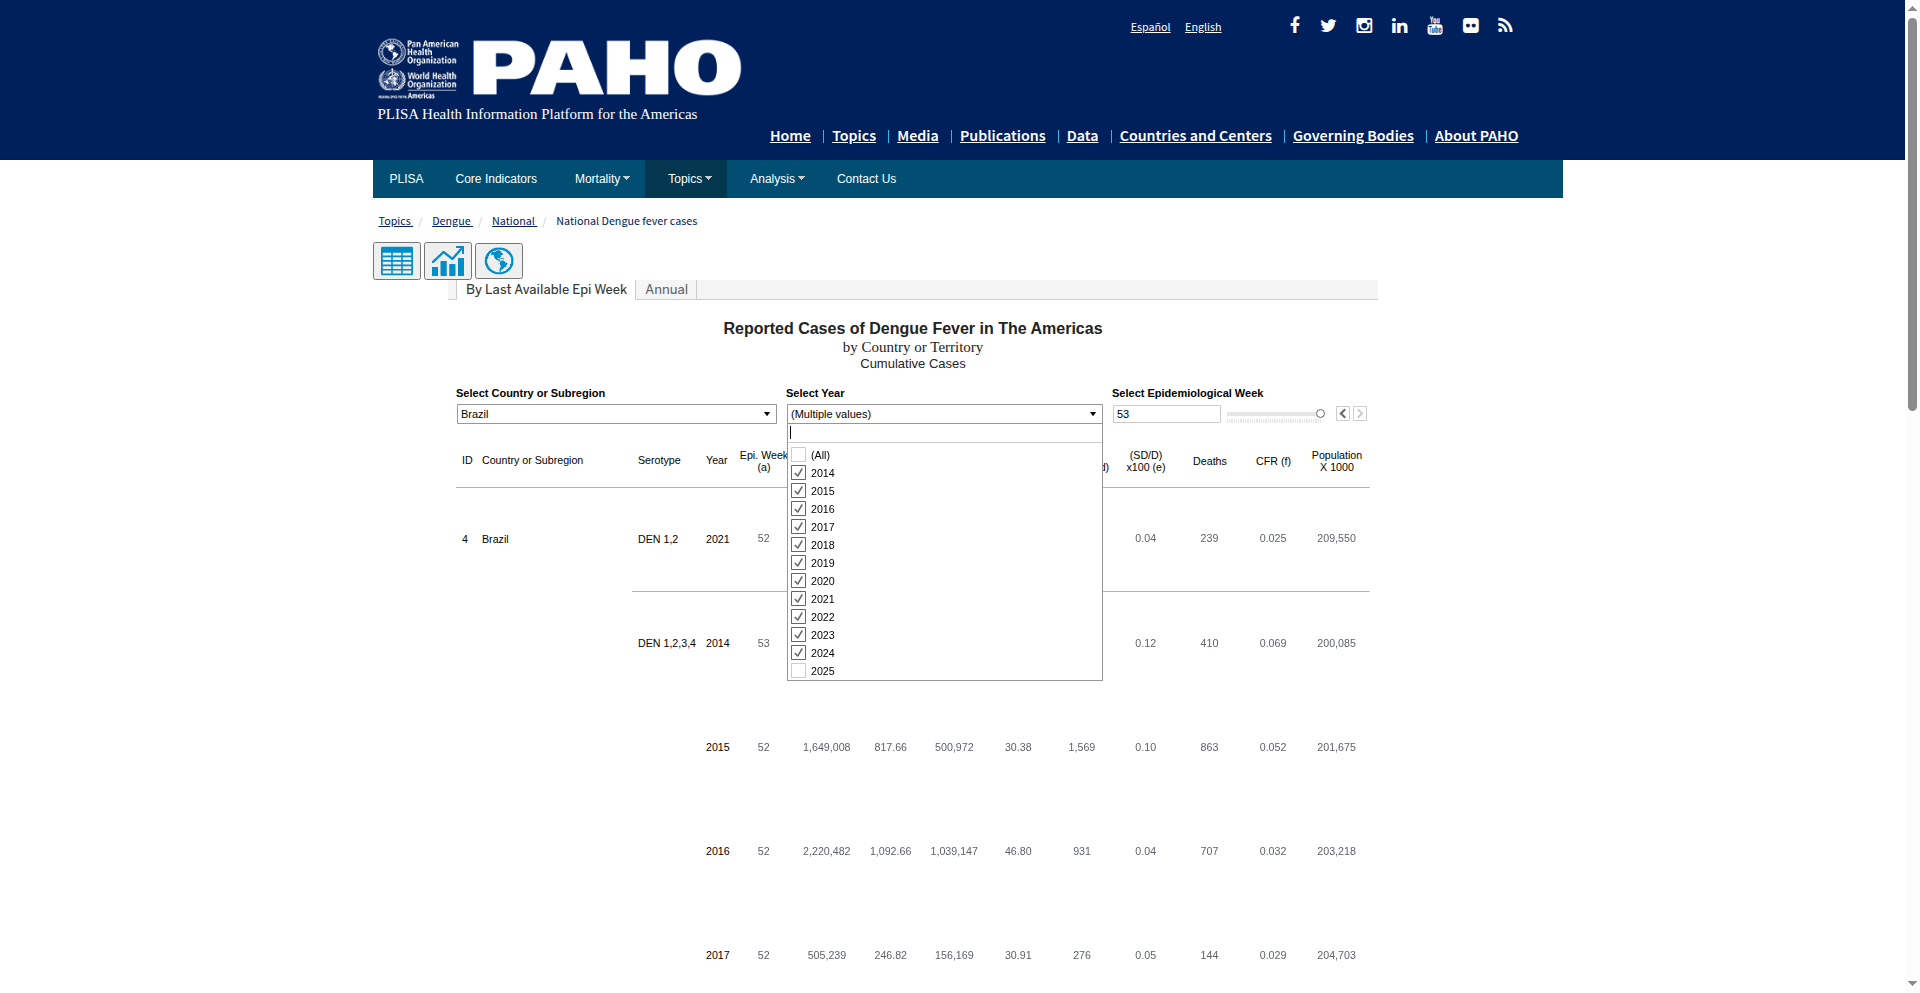 Español English
Pan American
Health
Organization
World Health
Organization
Americas
PAHO
PLISA Health Information Platform for the Americas
Home Topics Media Publications Data Countries and Centers Governing Bodies About PAHO
PLISA Core Indicators Mortality Topics Analysis Contact Us
Topics / Dengue / National / National Dengue fever cases
By Last Available Epi Week Annual
Reported Cases of Dengue Fever in The Americas
by Country or Territory
Cumulative Cases
Select Country or Subregion Select Year Select Epidemiological Week
Brazil (Multiple values) 53
ID Country or Subregion Serotype Year Epi. Week (a) d) (SD/D) x100 (e) Deaths CFR (f) Population X 1000
(All)
2014
2015
2016
2017
2018
2019
2020
2021
2022
2023
2024
2025
4 Brazil DEN 1,2 2021 52 0.04 239 0.025 209,550
DEN 1,2,3,4 2014 53 0.12 410 0.069 200,085
2015 52 1,649,008 817.66 500,972 30.38 1,569 0.10 863 0.052 201,675
2016 52 2,220,482 1,092.66 1,039,147 46.80 931 0.04 707 0.032 203,218
2017 52 505,239 246.82 156,169 30.91 276 0.05 144 0.029 204,703